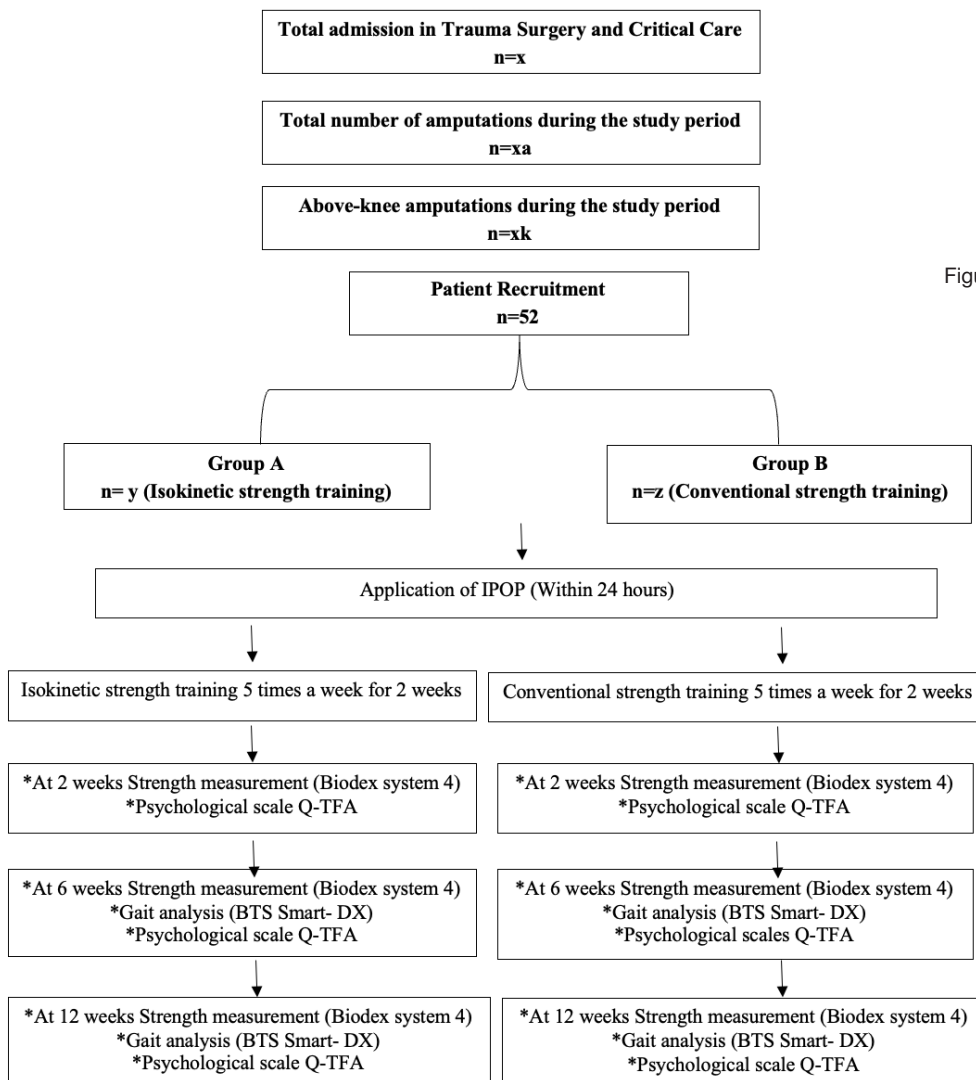 Total admission in Trauma Surgery and Critical Care
n=x
Total number of amputations during the study period
n=xa
Above-knee amputations during the study period
n=xk
Figu
Patient Recruitment
n=52
Group A
n= y (Isokinetic strength training)
Group B
n=z (Conventional strength training)
Application of IPOP (Within 24 hours)
Isokinetic strength training 5 times a week for 2 weeks
Conventional strength training 5 times a week for 2 weeks
*At 2 weeks Strength measurement (Biodex system 4)
*Psychological scale Q-TFA
*At 2 weeks Strength measurement (Biodex system 4)
*Psychological scale Q-TFA
*At 6 weeks Strength measurement (Biodex system 4)
*Gait analysis (BTS Smart- DX)
*Psychological scale Q-TFA
*At 6 weeks Strength measurement (Biodex system 4)
*Gait analysis (BTS Smart- DX)
*Psychological scales Q-TFA
*At 12 weeks Strength measurement (Biodex system 4)
*Gait analysis (BTS Smart- DX)
*Psychological scale Q-TFA
*At 12 weeks Strength measurement (Biodex system 4)
*Gait analysis (BTS Smart- DX)
*Psychological scale Q-TFA